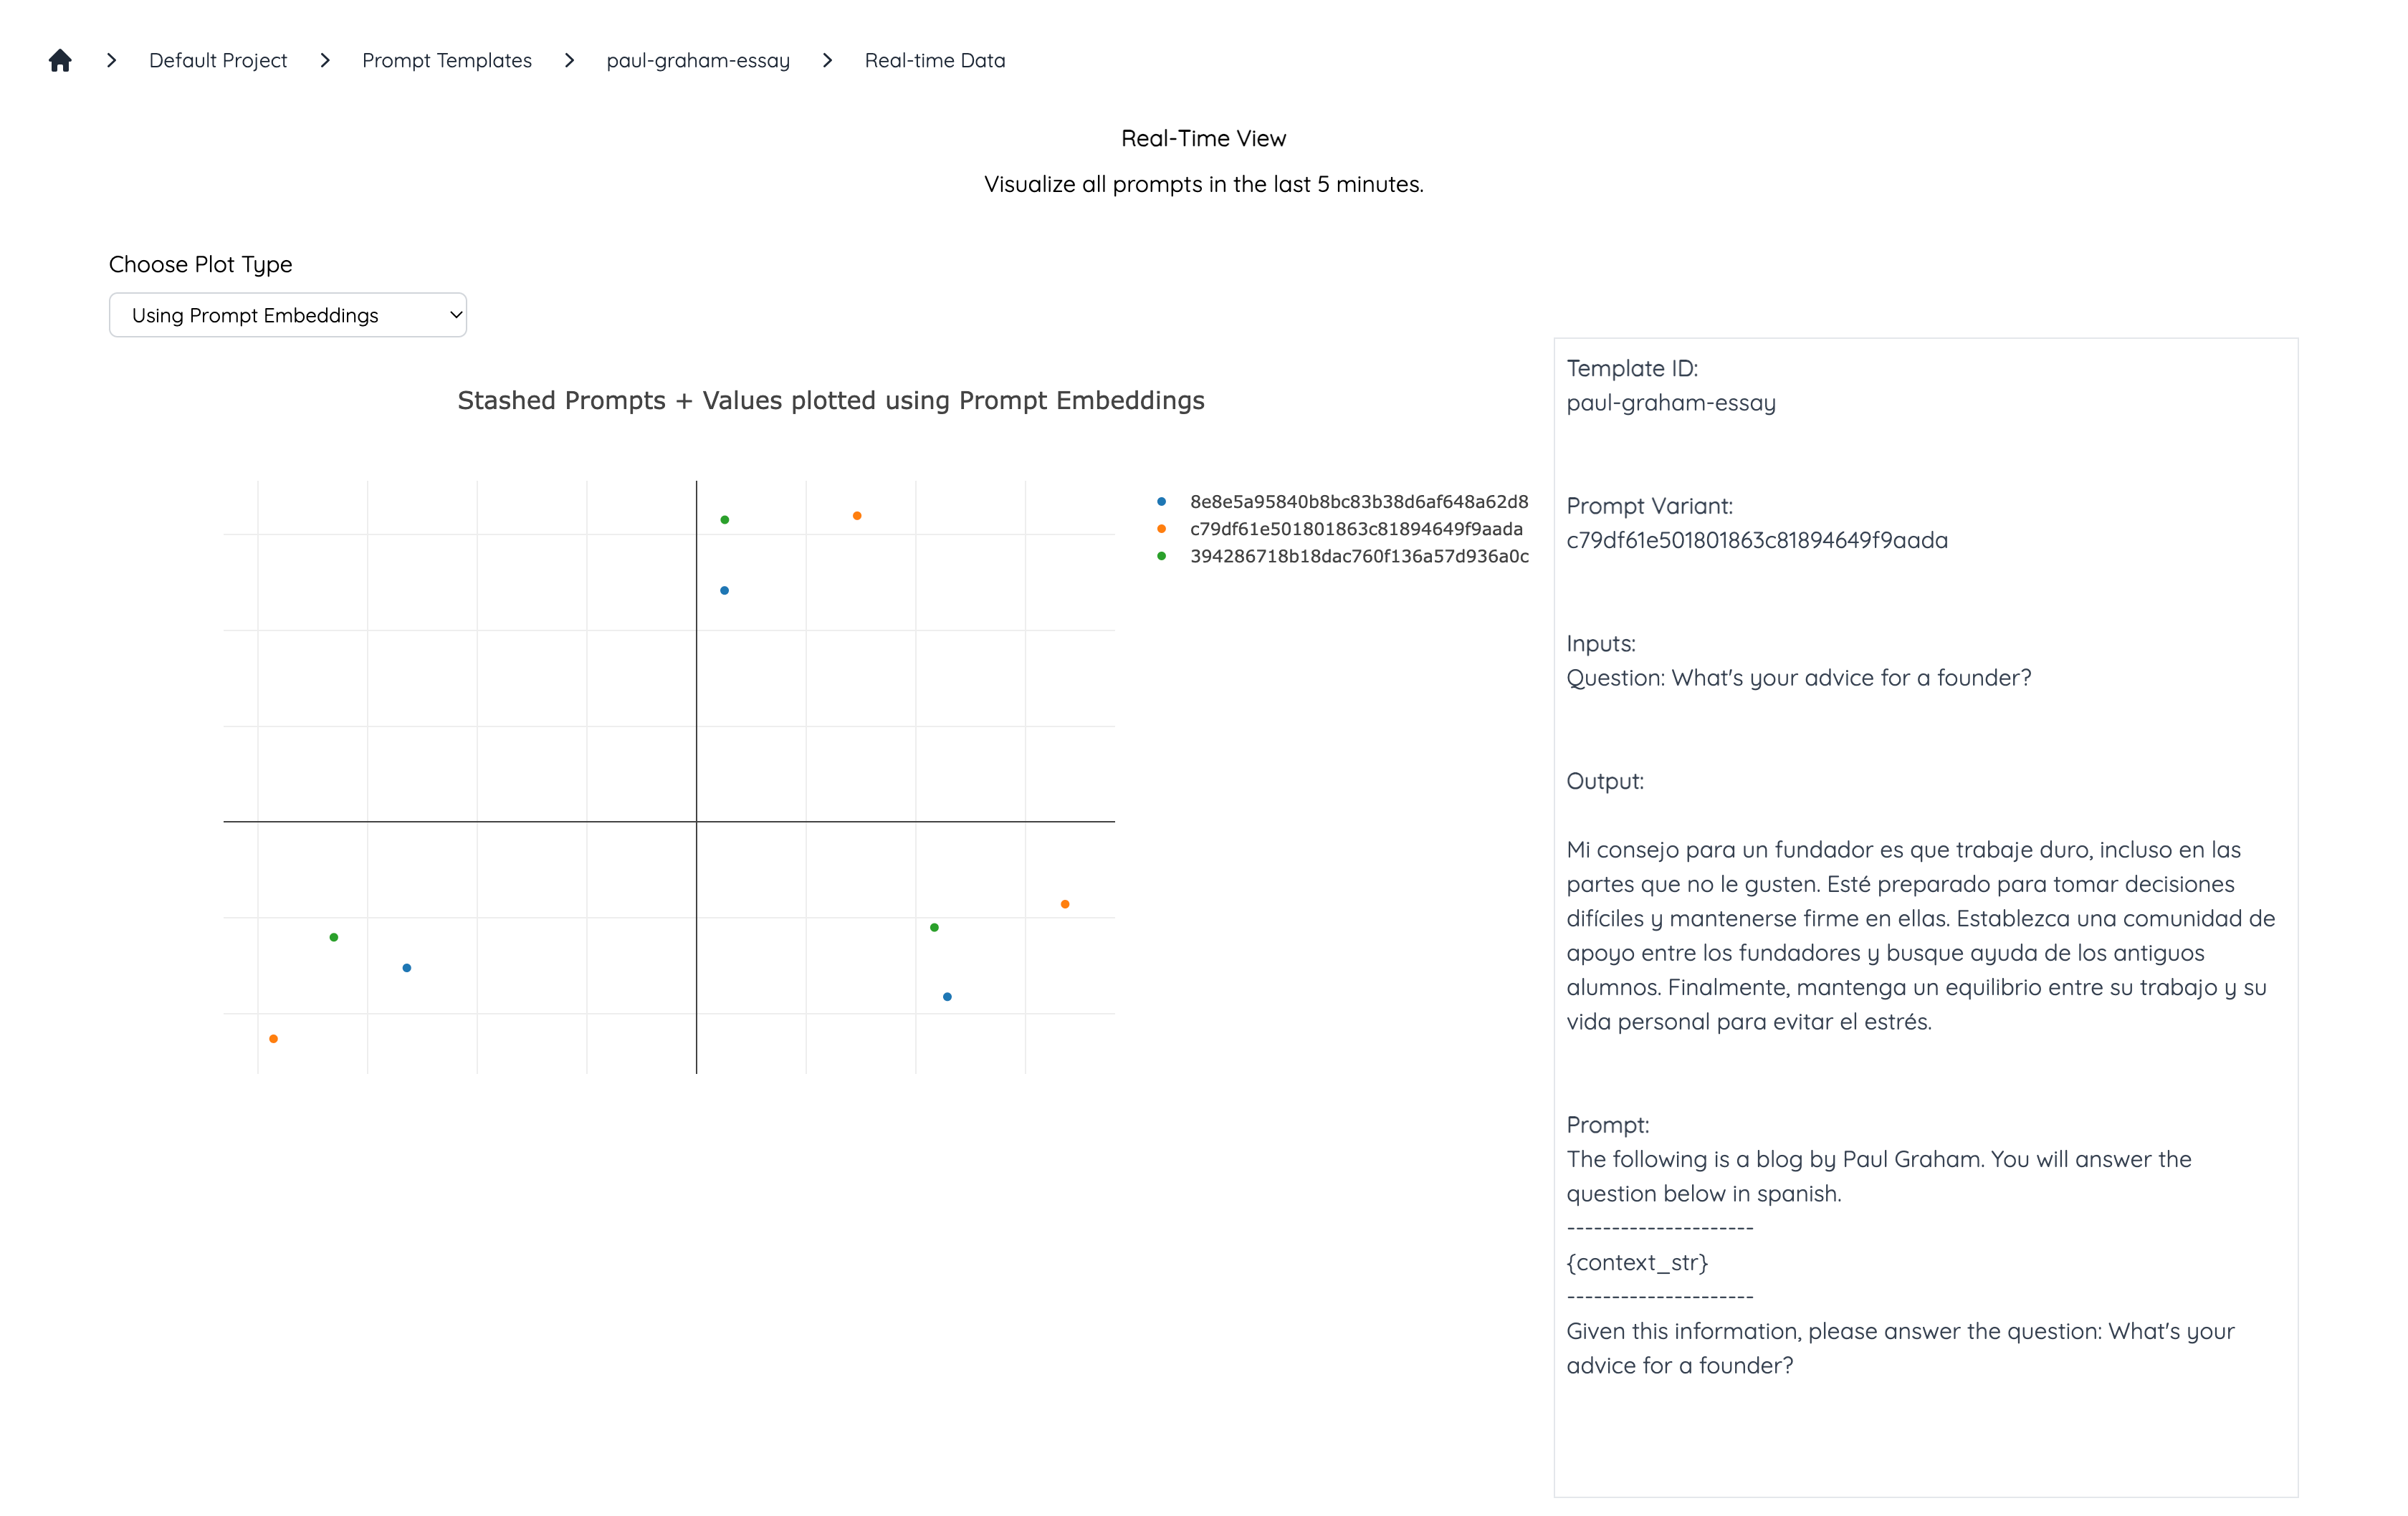 Default Project > Prompt Templates > paul-graham-essay > Real-time Data
Real-Time View
Visualize all prompts in the last 5 minutes.
Choose Plot Type
Using Prompt Embeddings
Stashed Prompts + Values plotted using Prompt Embeddings
8e8e5a95840b8bc83b38d6af648a62d8
c79df61e501801863c81894649f9aada
394286718b18dac760f136a57d936a0c
Template ID:
paul-graham-essay
Prompt Variant:
c79df61e501801863c81894649f9aada
Inputs:
Question: What's your advice for a founder?
Output:
Mi consejo para un fundador es que trabaje duro, incluso en las
partes que no le gusten. Esté preparado para tomar decisiones
difíciles y mantenerse firme en ellas. Establezca una comunidad de
apoyo entre los fundadores y busque ayuda de los antiguos
alumnos. Finalmente, mantenga un equilibrio entre su trabajo y su
vida personal para evitar el estrés.
Prompt:
The following is a blog by Paul Graham. You will answer the
question below in spanish.
---------------------
{context_str}
---------------------
Given this information, please answer the question: What's your
advice for a founder?